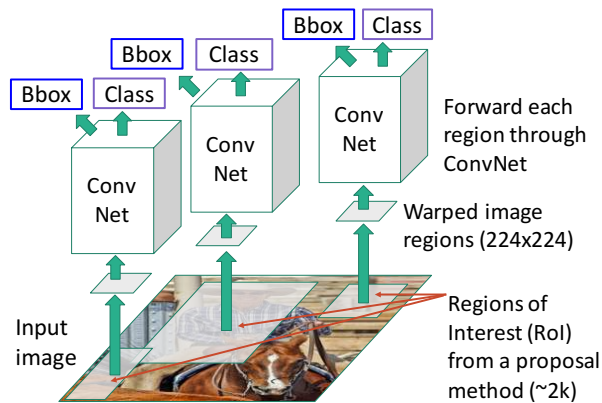 Bbox
Class
Bbox
Class
Bbox
Class
Conv
Net
Conv
Net
Conv
Net
Forward each
region through
ConvNet
Warped image
regions (224x224)
Input
image
Regions of
Interest (RoI)
from a proposal
method (~2k)